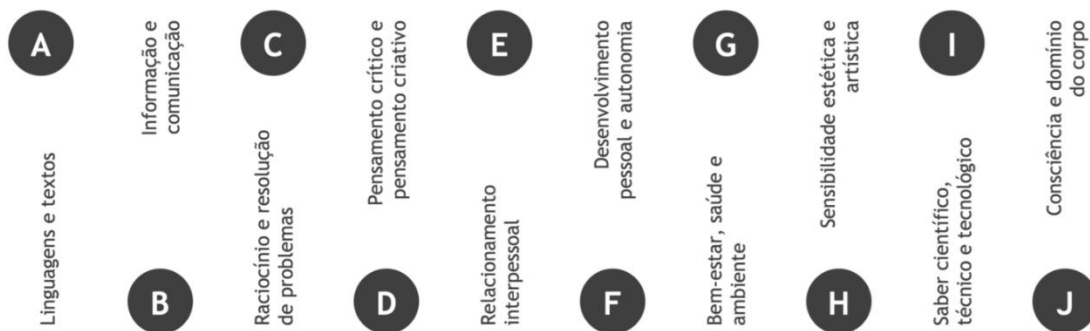 A
Linguagens e textos
Informação e
comunicação
B
C
Raciocínio e resolução
de problemas
Pensamento crítico e
pensamento criativo
D
E
Relacionamento
interpessoal
Desenvolvimento
pessoal e autonomia
F
G
Bem-estar, saúde e
ambiente
Sensibilidade estética e
artística
H
I
Saber científico,
técnico e tecnológico
Consciência e domínio
do corpo
J